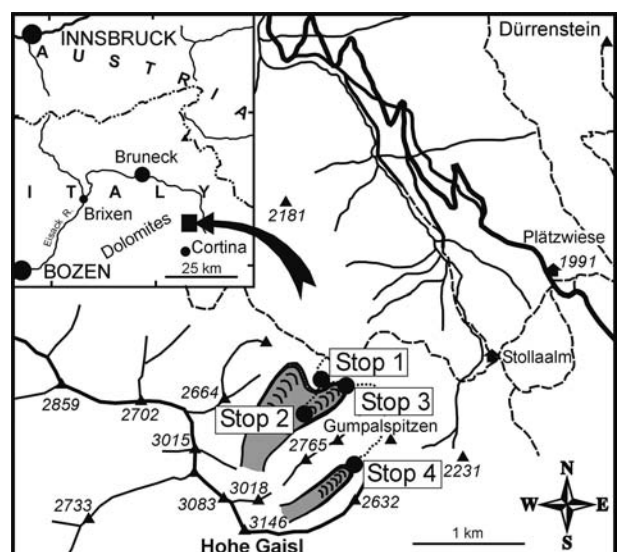 INNSBRUCK
AUSTRIA
Bruneck
ITALY
Eisack R.
Brixen
Dolomites
Cortina
BOZEN
25 km
Dürrenstein
2181
Plätzwiese
1991
Stollaalm
Stop 1
2664
Stop 3
2859
2702
Stop 2
Gumpalspitzen
3015
2765
Stop 4
2231
2733
3018
3083
2632
3146
Hohe Gaisl
1 km
N
W E
S